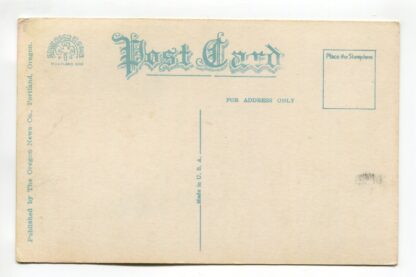 Post Card
Place the Stamp here
FOR ADDRESS ONLY
Made in U. S. A.
Published by The Oregon News Co., Portland, Oregon.